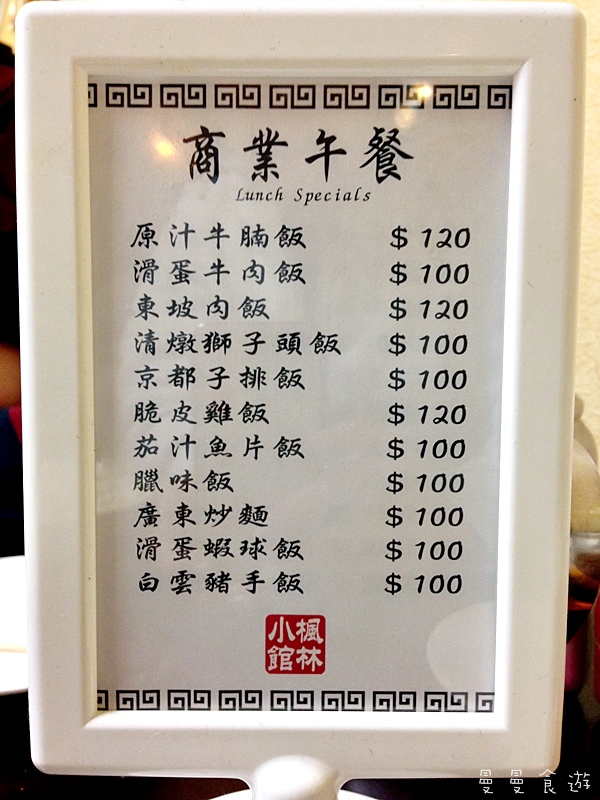 商業午餐
Lunch Specials
原汁牛腩飯 $120
滑蛋牛肉飯 $100
東坡肉飯 $120
清燉獅子頭飯 $100
京都子排飯 $100
脆皮雞飯 $120
茄汁魚片飯 $100
臘味飯 $100
廣東炒麵 $100
滑蛋蝦球飯 $100
白雲豬手飯 $100
楓林
小館
曼曼食遊